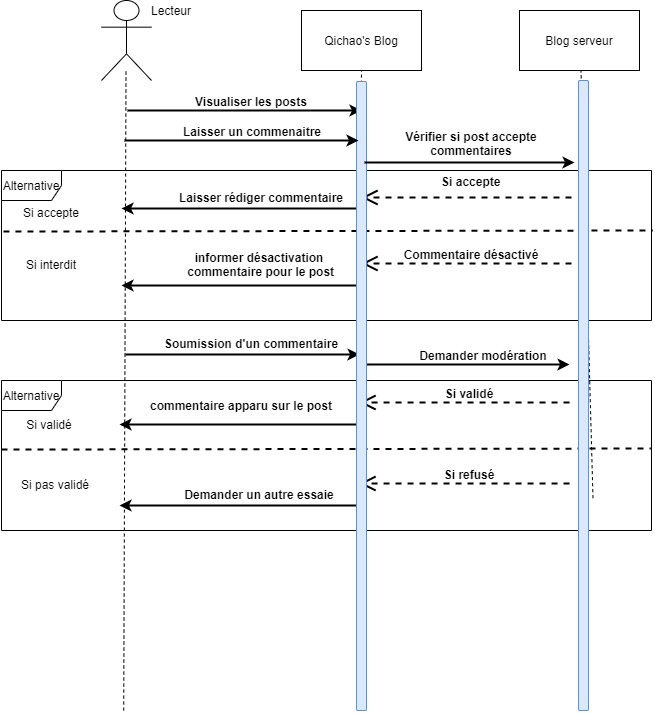 Lecteur
Qichao's Blog
Blog serveur
Visualiser les posts
Laisser un commenaitre
Vérifier si post accepte
commentaires
Alternative
Si accepte
Si accepte
Laisser rédiger commentaire
Si interdit
Commentaire désactivé
informer désactivation
commentaire pour le post
Soumission d'un commentaire
Demander modération
Alternative
Si validé
Si validé
commentaire apparu sur le post
Si pas validé
Si refusé
Demander un autre essaie